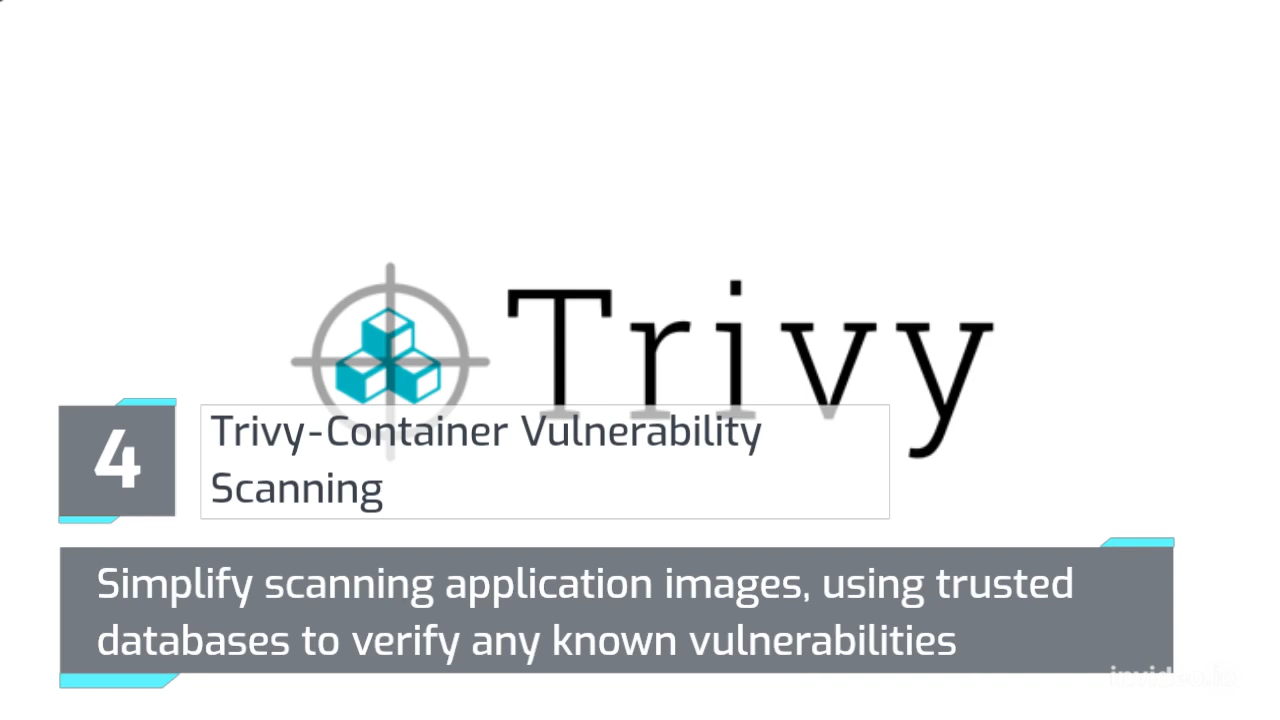 Trivy
4
Trivy-Container Vulnerability
Scanning
Simplify scanning application images, using trusted
databases to verify any known vulnerabilities